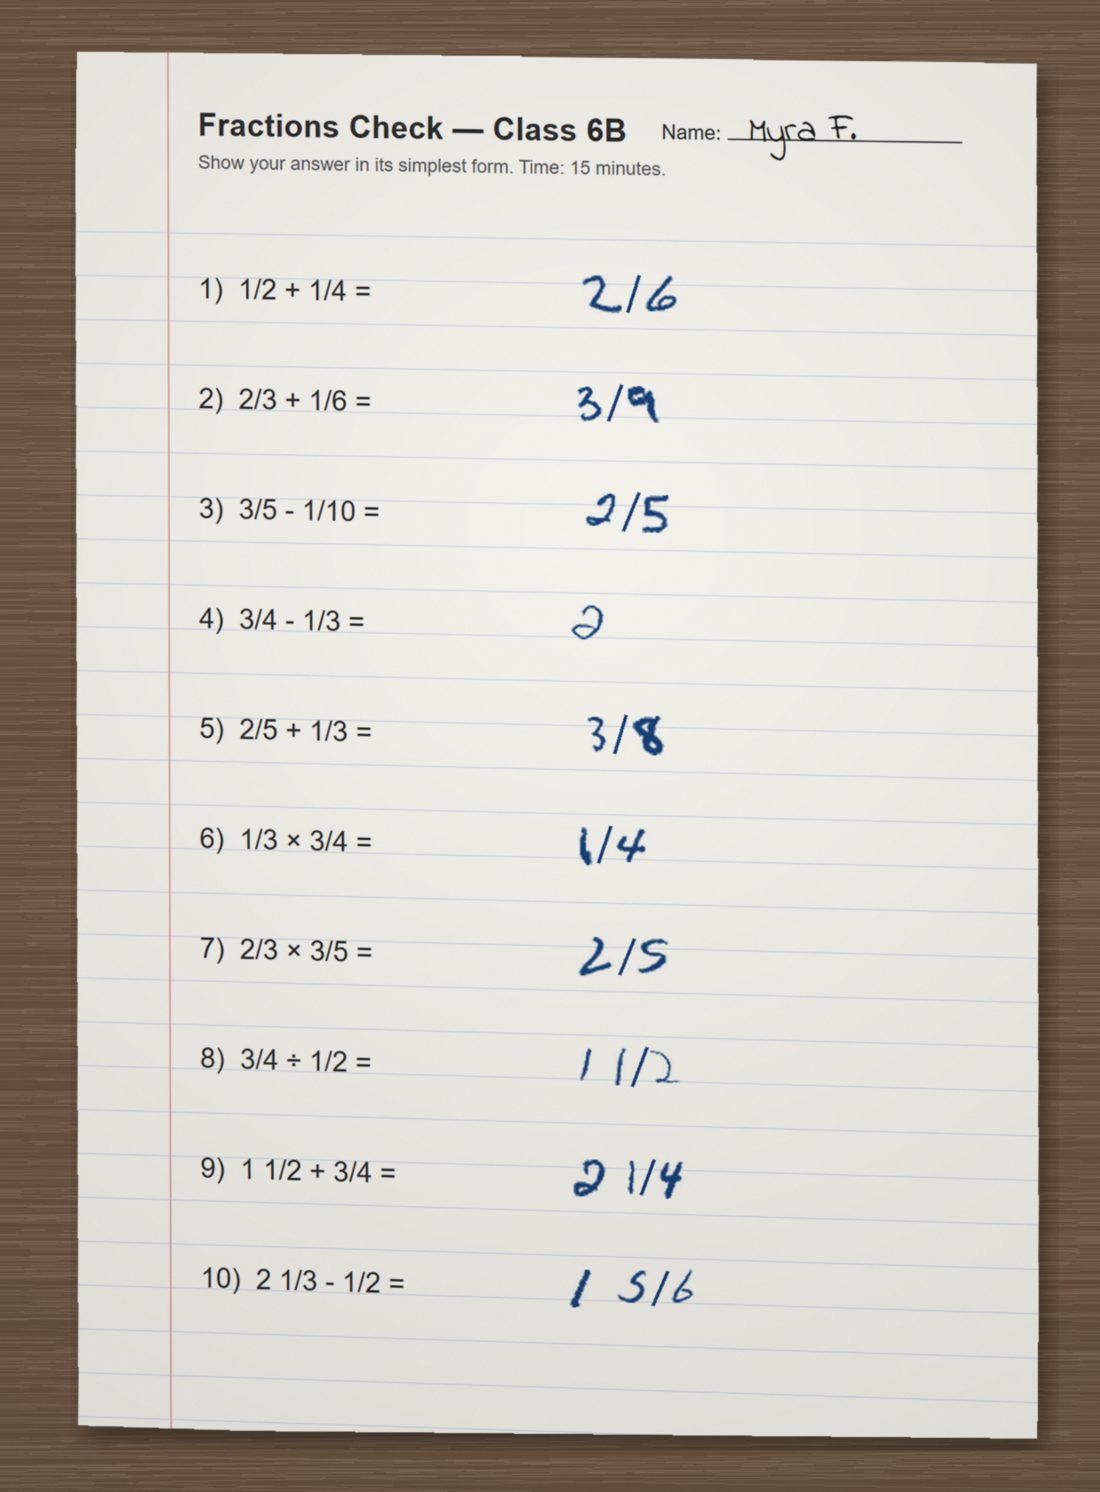 Fractions Check — Class 6B Name: Myra F.
Show your answer in its simplest form. Time: 15 minutes.
1) 1/2 + 1/4 = 2/6
2) 2/3 + 1/6 = 3/9
3) 3/5 - 1/10 = 2/5
4) 3/4 - 1/3 = 2
5) 2/5 + 1/3 = 3/8
6) 1/3 × 3/4 = 1/4
7) 2/3 × 3/5 = 2/5
8) 3/4 ÷ 1/2 = 1 1/2
9) 1 1/2 + 3/4 = 2 1/4
10) 2 1/3 - 1/2 = 1 5/6